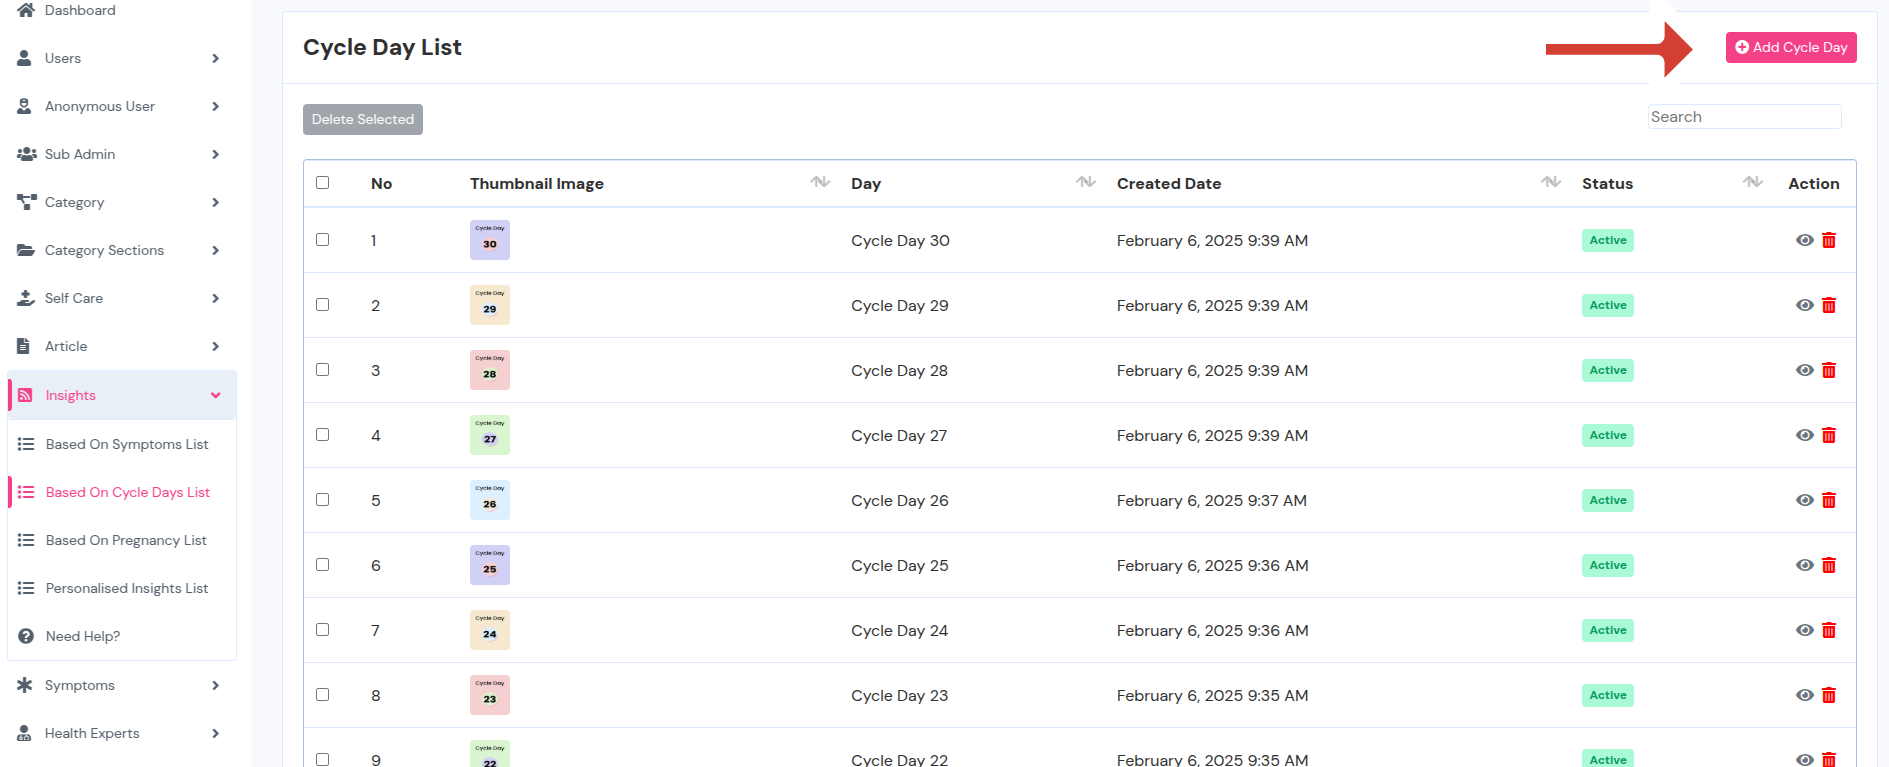 Dashboard
Users
Anonymous User
Sub Admin
Category
Category Sections
Self Care
Article
Insights
Based On Symptoms List
Based On Cycle Days List
Based On Pregnancy List
Personalised Insights List
Need Help?
Symptoms
Health Experts
Cycle Day List
Add Cycle Day
Delete Selected
Search
No Thumbnail Image Day Created Date Status Action
1 Cycle Day 30 Cycle Day 30 February 6, 2025 9:39 AM Active
2 Cycle Day 29 Cycle Day 29 February 6, 2025 9:39 AM Active
3 Cycle Day 28 Cycle Day 28 February 6, 2025 9:39 AM Active
4 Cycle Day 27 Cycle Day 27 February 6, 2025 9:39 AM Active
5 Cycle Day 26 Cycle Day 26 February 6, 2025 9:37 AM Active
6 Cycle Day 25 Cycle Day 25 February 6, 2025 9:36 AM Active
7 Cycle Day 24 Cycle Day 24 February 6, 2025 9:36 AM Active
8 Cycle Day 23 Cycle Day 23 February 6, 2025 9:35 AM Active
9 Cycle Day 22 Cycle Day 22 February 6, 2025 9:35 AM Active